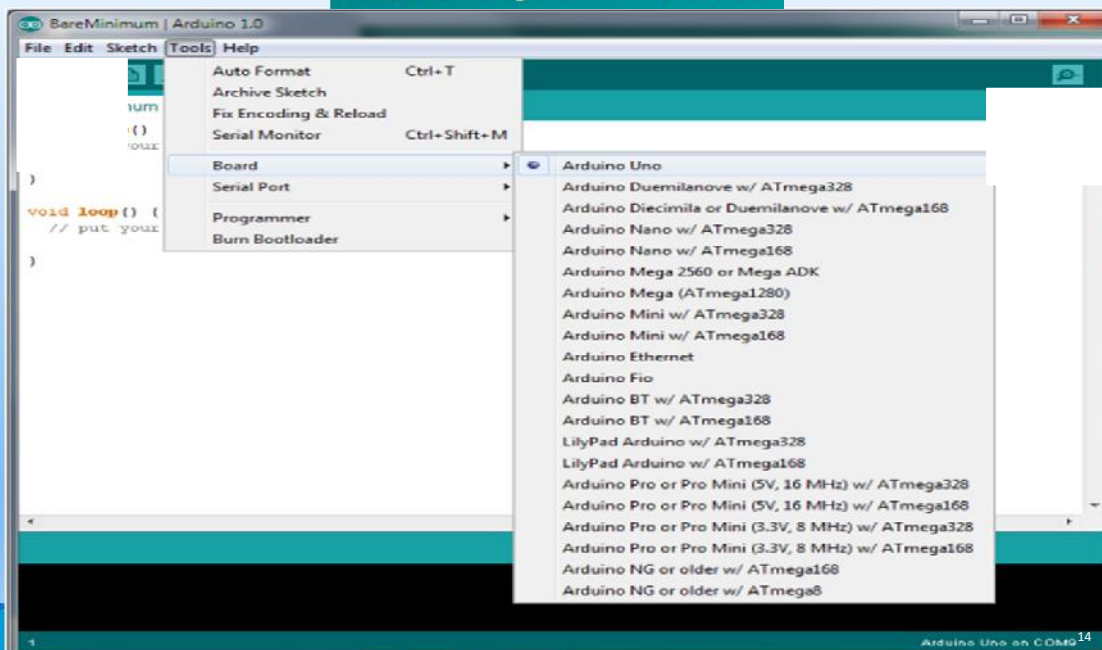 BareMinimum | Arduino 1.0
File Edit Sketch Tools Help
Auto Format Ctrl+T
Archive Sketch
Fix Encoding & Reload
Serial Monitor Ctrl+Shift+M
Board
Serial Port
Programmer
Burn Bootloader
Arduino Uno
Arduino Duemilanove w/ ATmega328
Arduino Diecimila or Duemilanove w/ ATmega168
Arduino Nano w/ ATmega328
Arduino Nano w/ ATmega168
Arduino Mega 2560 or Mega ADK
Arduino Mega (ATmega1280)
Arduino Mini w/ ATmega328
Arduino Mini w/ ATmega168
Arduino Ethernet
Arduino Fio
Arduino BT w/ ATmega328
Arduino BT w/ ATmega168
LilyPad Arduino w/ ATmega328
LilyPad Arduino w/ ATmega168
Arduino Pro or Pro Mini (5V, 16 MHz) w/ ATmega328
Arduino Pro or Pro Mini (5V, 16 MHz) w/ ATmega168
Arduino Pro or Pro Mini (3.3V, 8 MHz) w/ ATmega328
Arduino Pro or Pro Mini (3.3V, 8 MHz) w/ ATmega168
Arduino NG or older w/ ATmega168
Arduino NG or older w/ ATmega8
()
}
void loop() {
// put your
}
1
Arduino Uno on COM9
14